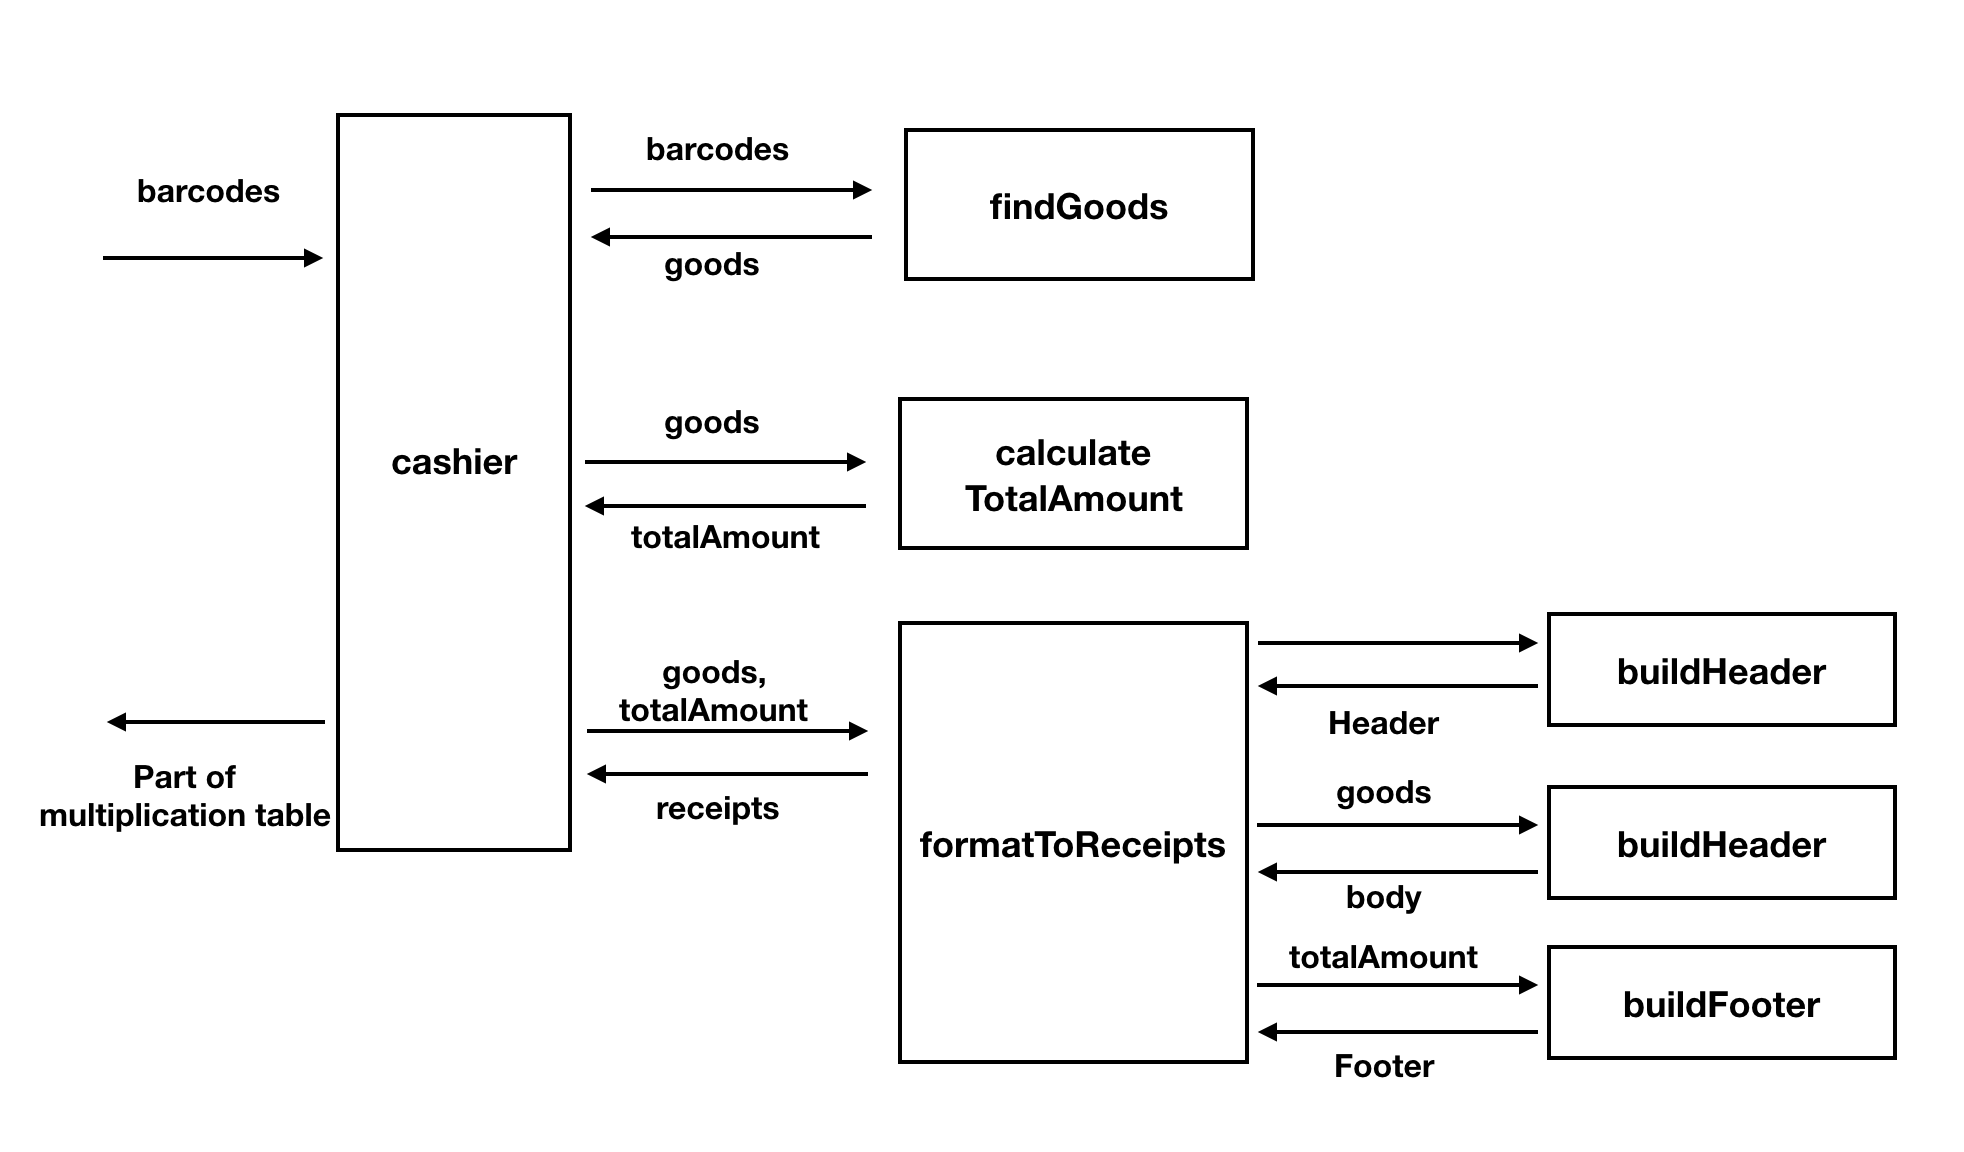 barcodes
Part of
multiplication table
cashier
barcodes
goods
findGoods
goods
totalAmount
calculate
TotalAmount
goods,
totalAmount
receipts
formatToReceipts
Header
buildHeader
goods
body
buildHeader
totalAmount
Footer
buildFooter